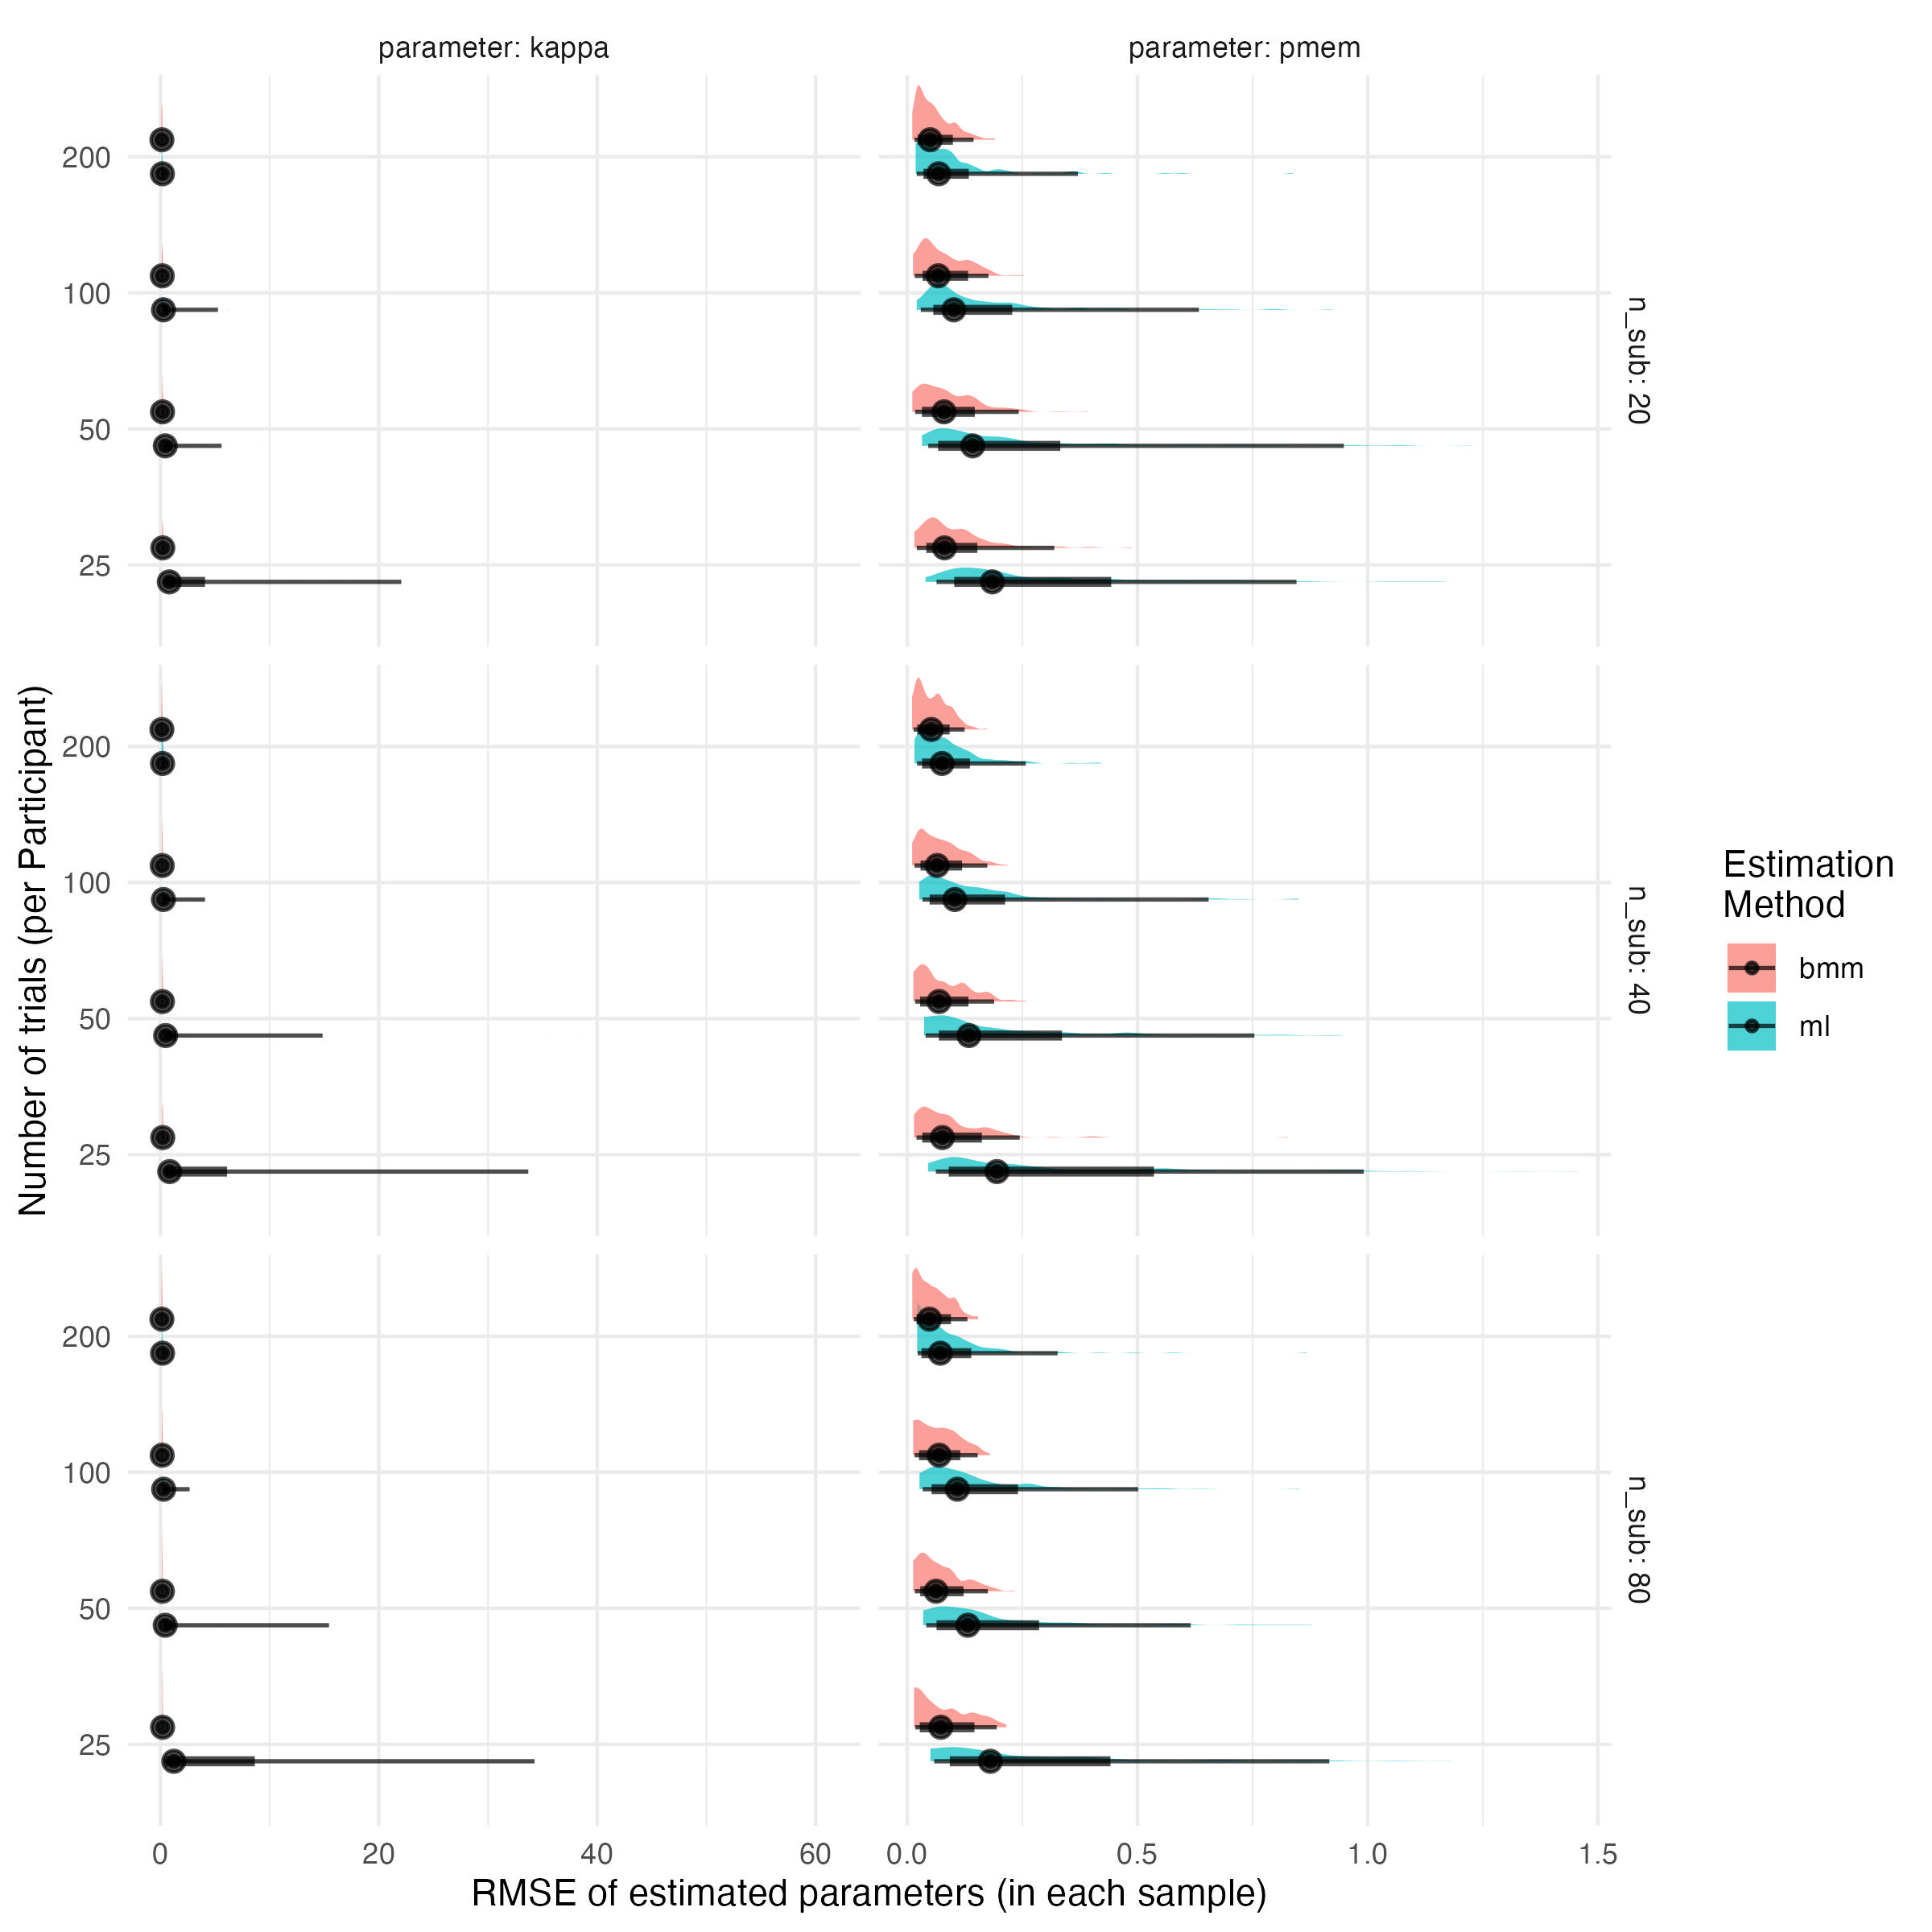 parameter: kappa
parameter: pmem
200
100
50
25
n_sub: 20
200
100
50
25
n_sub: 40
200
100
50
25
n_sub: 80
Number of trials (per Participant)
0
20
40
60
0.0
0.5
1.0
1.5
RMSE of estimated parameters (in each sample)
Estimation
Method
bmm
ml